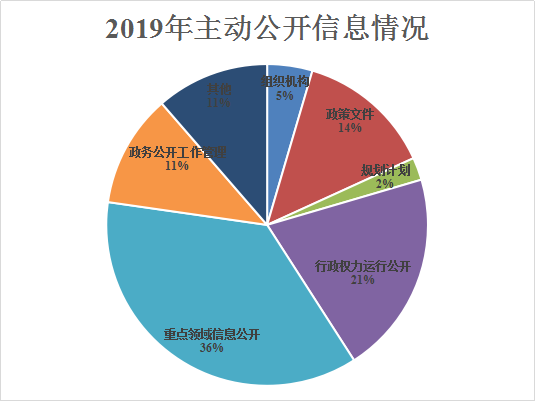 2019年主动公开信息情况
组织机构
5%
政策文件
14%
规划计划
2%
行政权力运行公开
21%
重点领域信息公开
36%
政务公开工作管理
11%
其他
11%